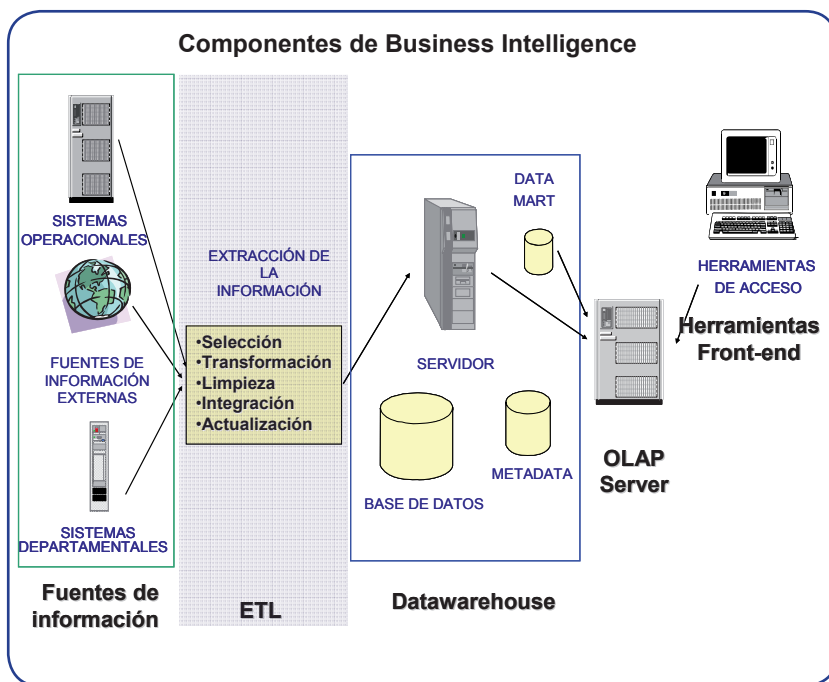 Componentes de Business Intelligence
SISTEMAS
OPERACIONALES
FUENTES DE
INFORMACIÓN
EXTERNAS
SISTEMAS
DEPARTAMENTALES
Fuentes de
información
EXTRACCIÓN DE
LA
INFORMACIÓN
•Selección
•Transformación
•Limpieza
•Integración
•Actualización
ETL
DATA
MART
SERVIDOR
BASE DE DATOS
METADATA
Datawarehouse
OLAP
Server
HERRAMIENTAS
DE ACCESO
Herramientas
Front-end